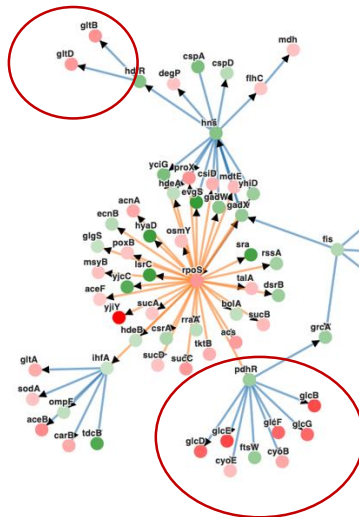 gltB
gltD
hdfR
cspA
cspD
mdh
degP
flhC
hns
yciG
proX
csiD
mdtE
yhiD
hdeA
evgS
gadW
gadX
acnA
ecnB
hyaD
osmY
fis
glgS
poxB
sra
rssA
msyB
lsrC
yjcC
rpoS
aceF
talA
dsrB
sucA
yjiY
bolA
sucB
hdeB
csrA
rraA
acs
grcA
tktB
gltA
ihfA
sucD
sucC
pdhR
sodA
ompF
glcB
aceB
glcE
glcF
glcG
carB
tdcB
glcD
ftsW
cyoE
cyoB